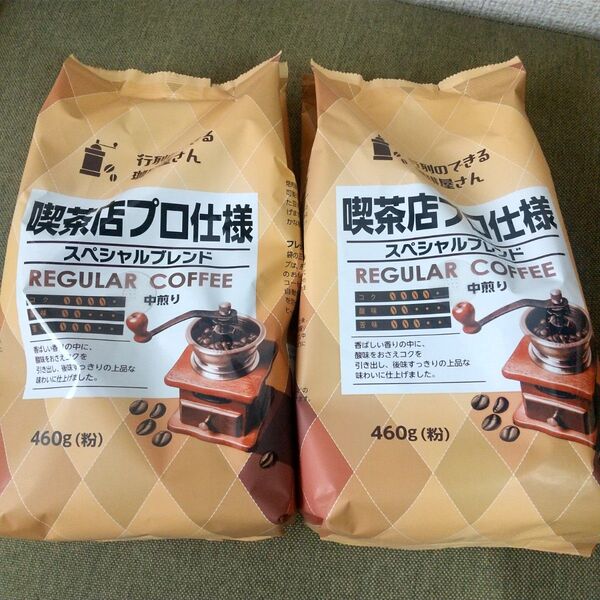 行列のできる
珈琲屋さん
喫茶店プロ仕様
スペシャルブレンド
REGULAR COFFEE
中煎り
コク
酸味
苦味
香ばしい香りの中に、
酸味をおさえコクを
引き出し、後味すっきりの上品な
味わいに仕上げました。
460g(粉)
行列のできる
珈琲屋さん
喫茶店プロ仕様
スペシャルブレンド
REGULAR COFFEE
中煎り
コク
酸味
苦味
香ばしい香りの中に、
酸味をおさえコクを
引き出し、後味すっきりの上品な
味わいに仕上げました。
460g(粉)